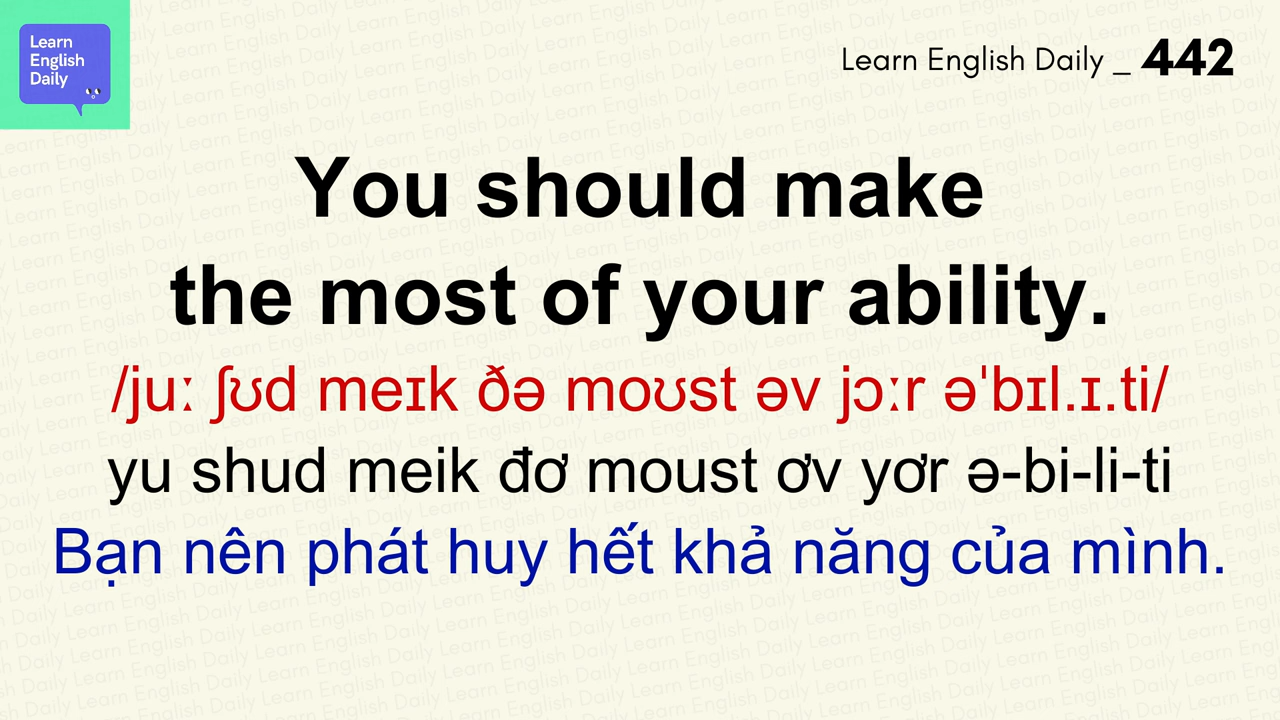 Learn
English
Daily
Learn English Daily _ 442
You should make
the most of your ability.
/juː ʃʊd meɪk ðə moʊst əv jɔːr əˈbɪl.ɪ.ti/
yu shud meik đơ moust ơv yơr ə-bi-li-ti
Bạn nên phát huy hết khả năng của mình.